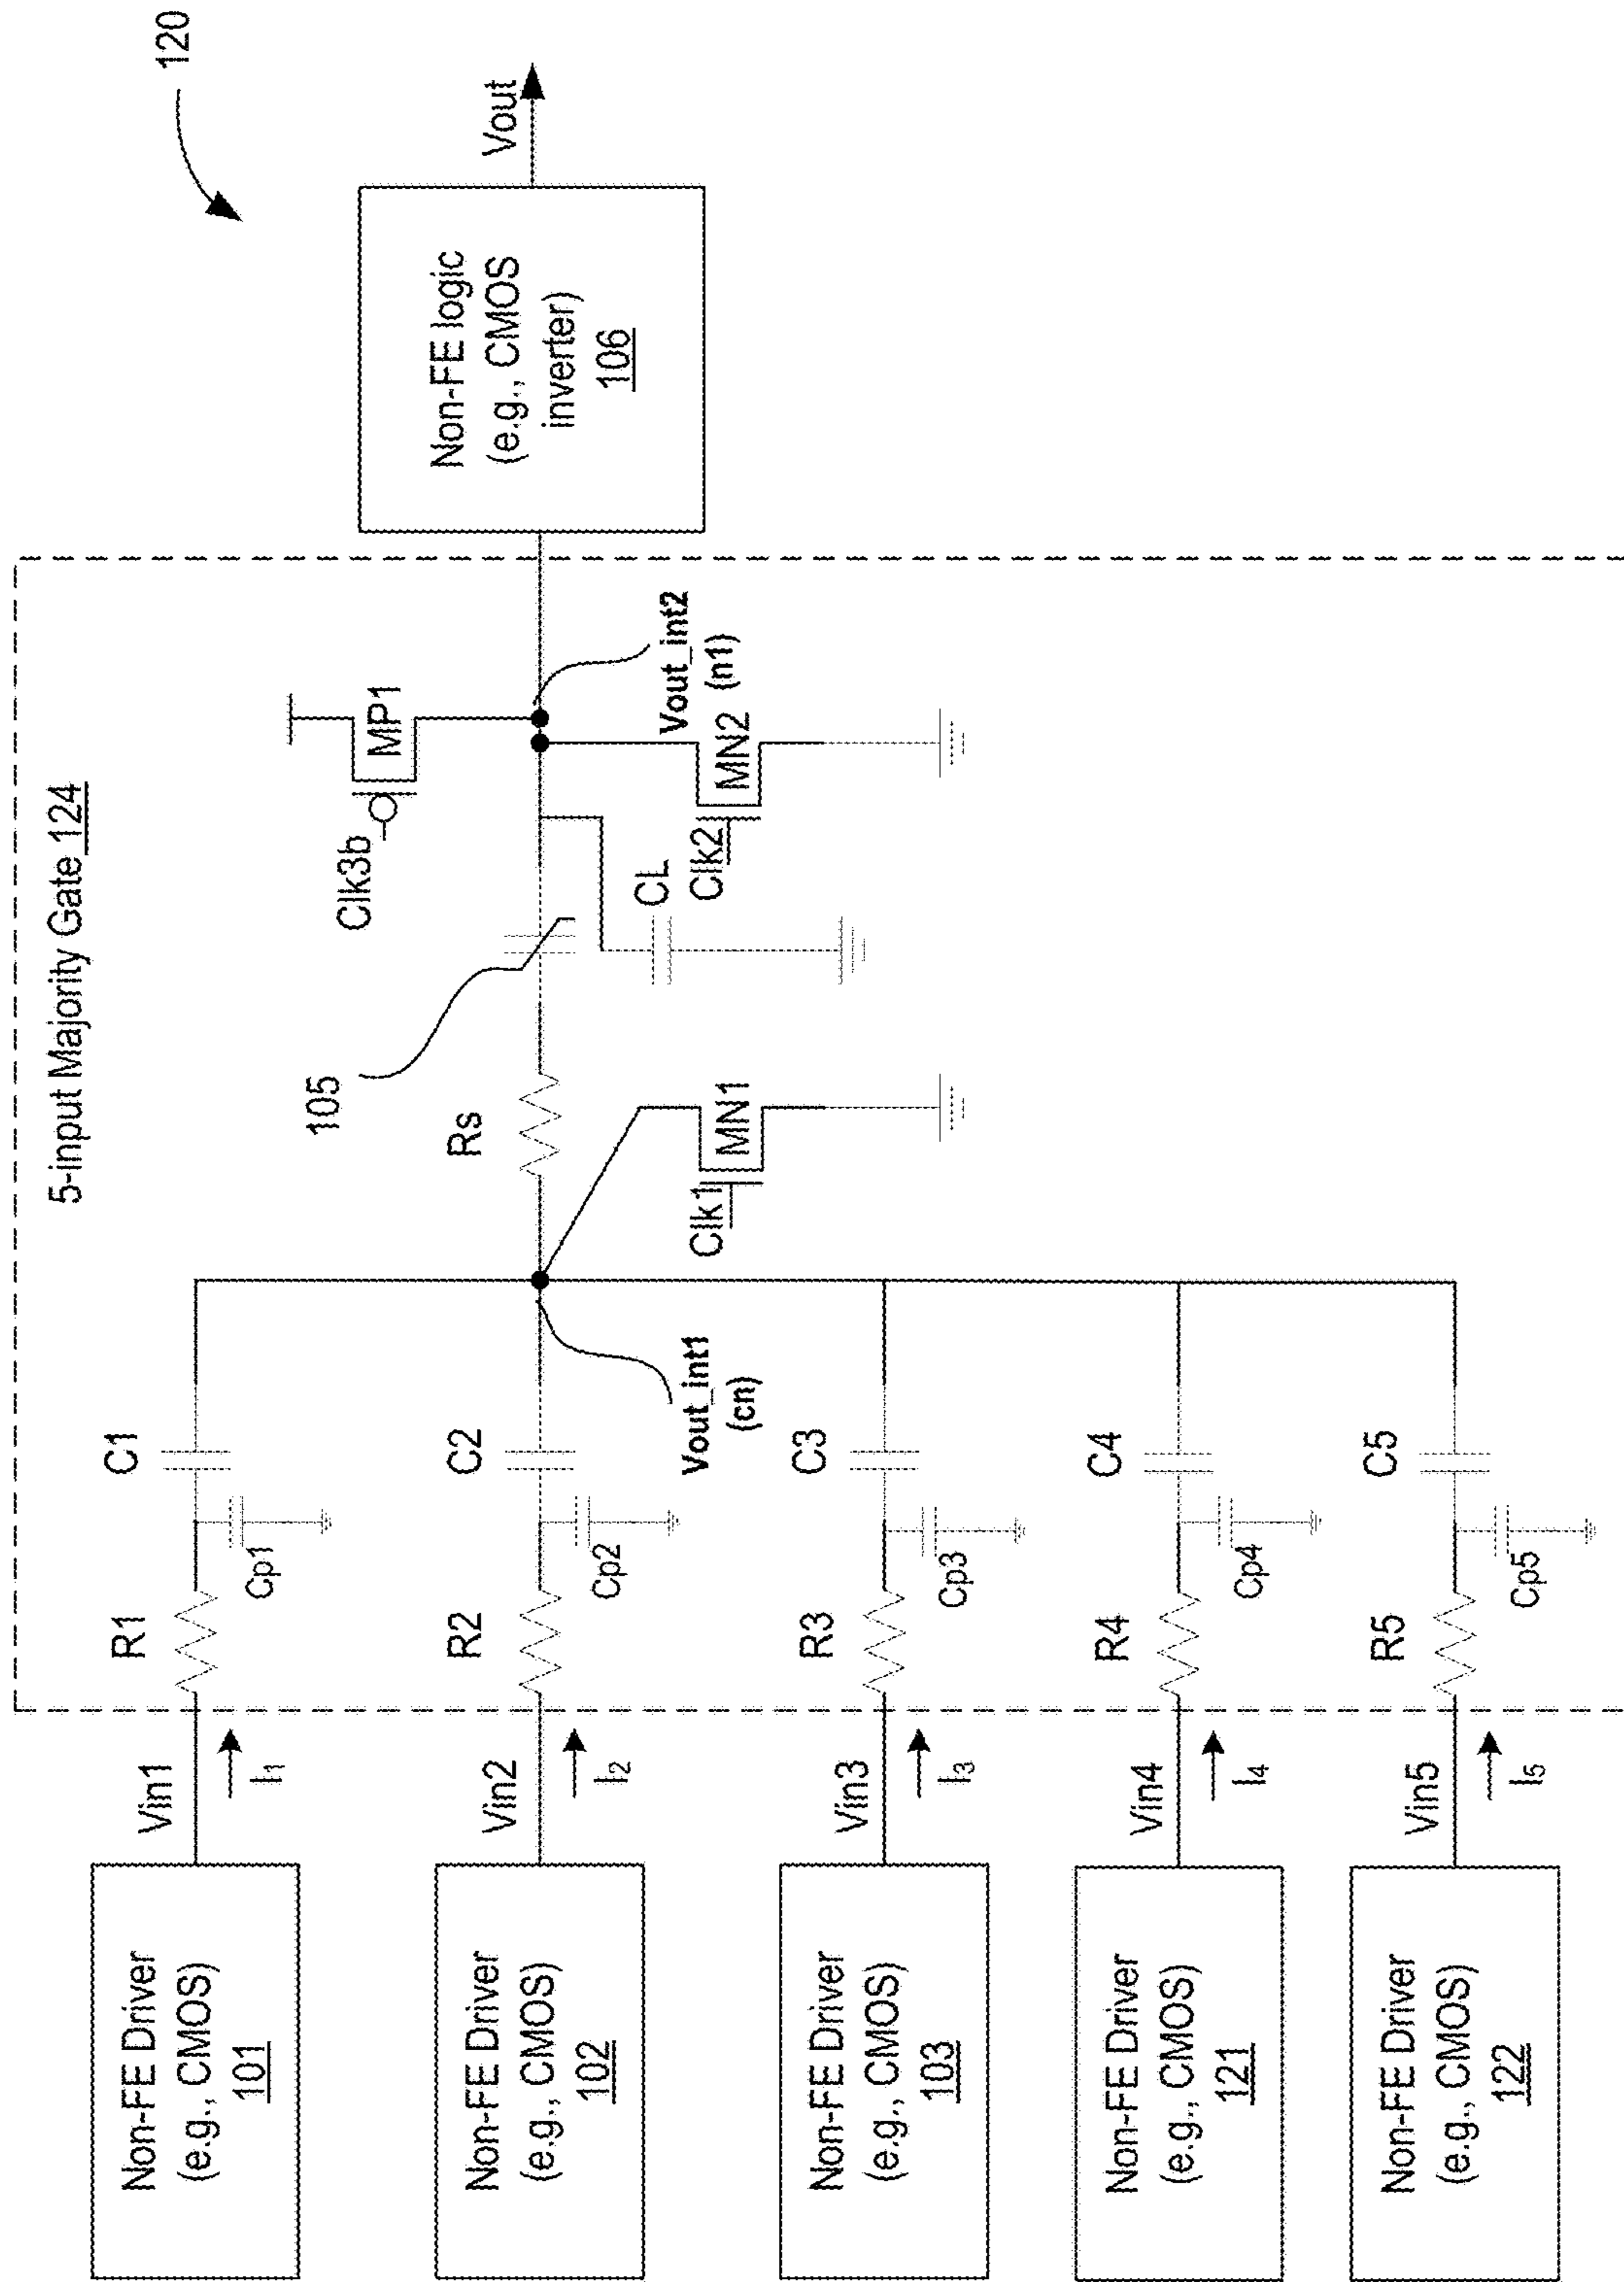 120
5-input Majority Gate 124
Non-FE Driver
(e.g., CMOS)
101
Vin1
I1
R1
Cp1
C1
Non-FE Driver
(e.g., CMOS)
102
Vin2
I2
R2
Cp2
C2
Vout_int1
(cn)
Non-FE Driver
(e.g., CMOS)
103
Vin3
I3
R3
Cp3
C3
Non-FE Driver
(e.g., CMOS)
121
Vin4
I4
R4
Cp4
C4
Non-FE Driver
(e.g., CMOS)
122
Vin5
I5
R5
Cp5
C5
Rs
105
Clk1
MN1
CL
Clk3b
MP1
Clk2
MN2
Vout_int2
(n1)
Non-FE logic
(e.g., CMOS
inverter)
106
Vout